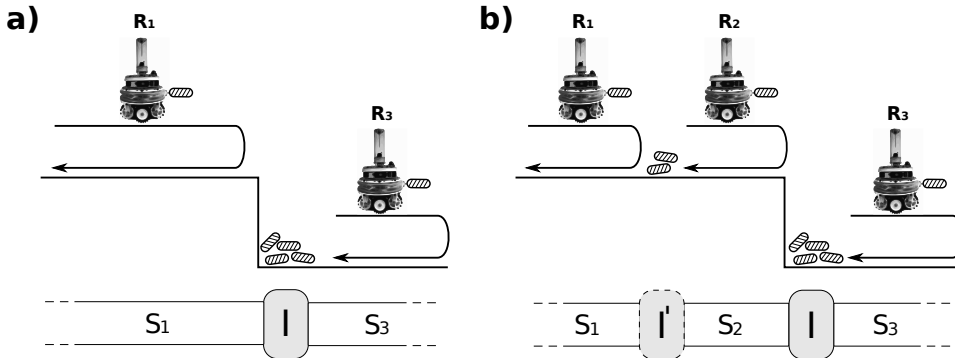 a)
R₁
R₃
S₁ I S₃
b)
R₁ R₂
R₃
S₁ I' S₂ I S₃